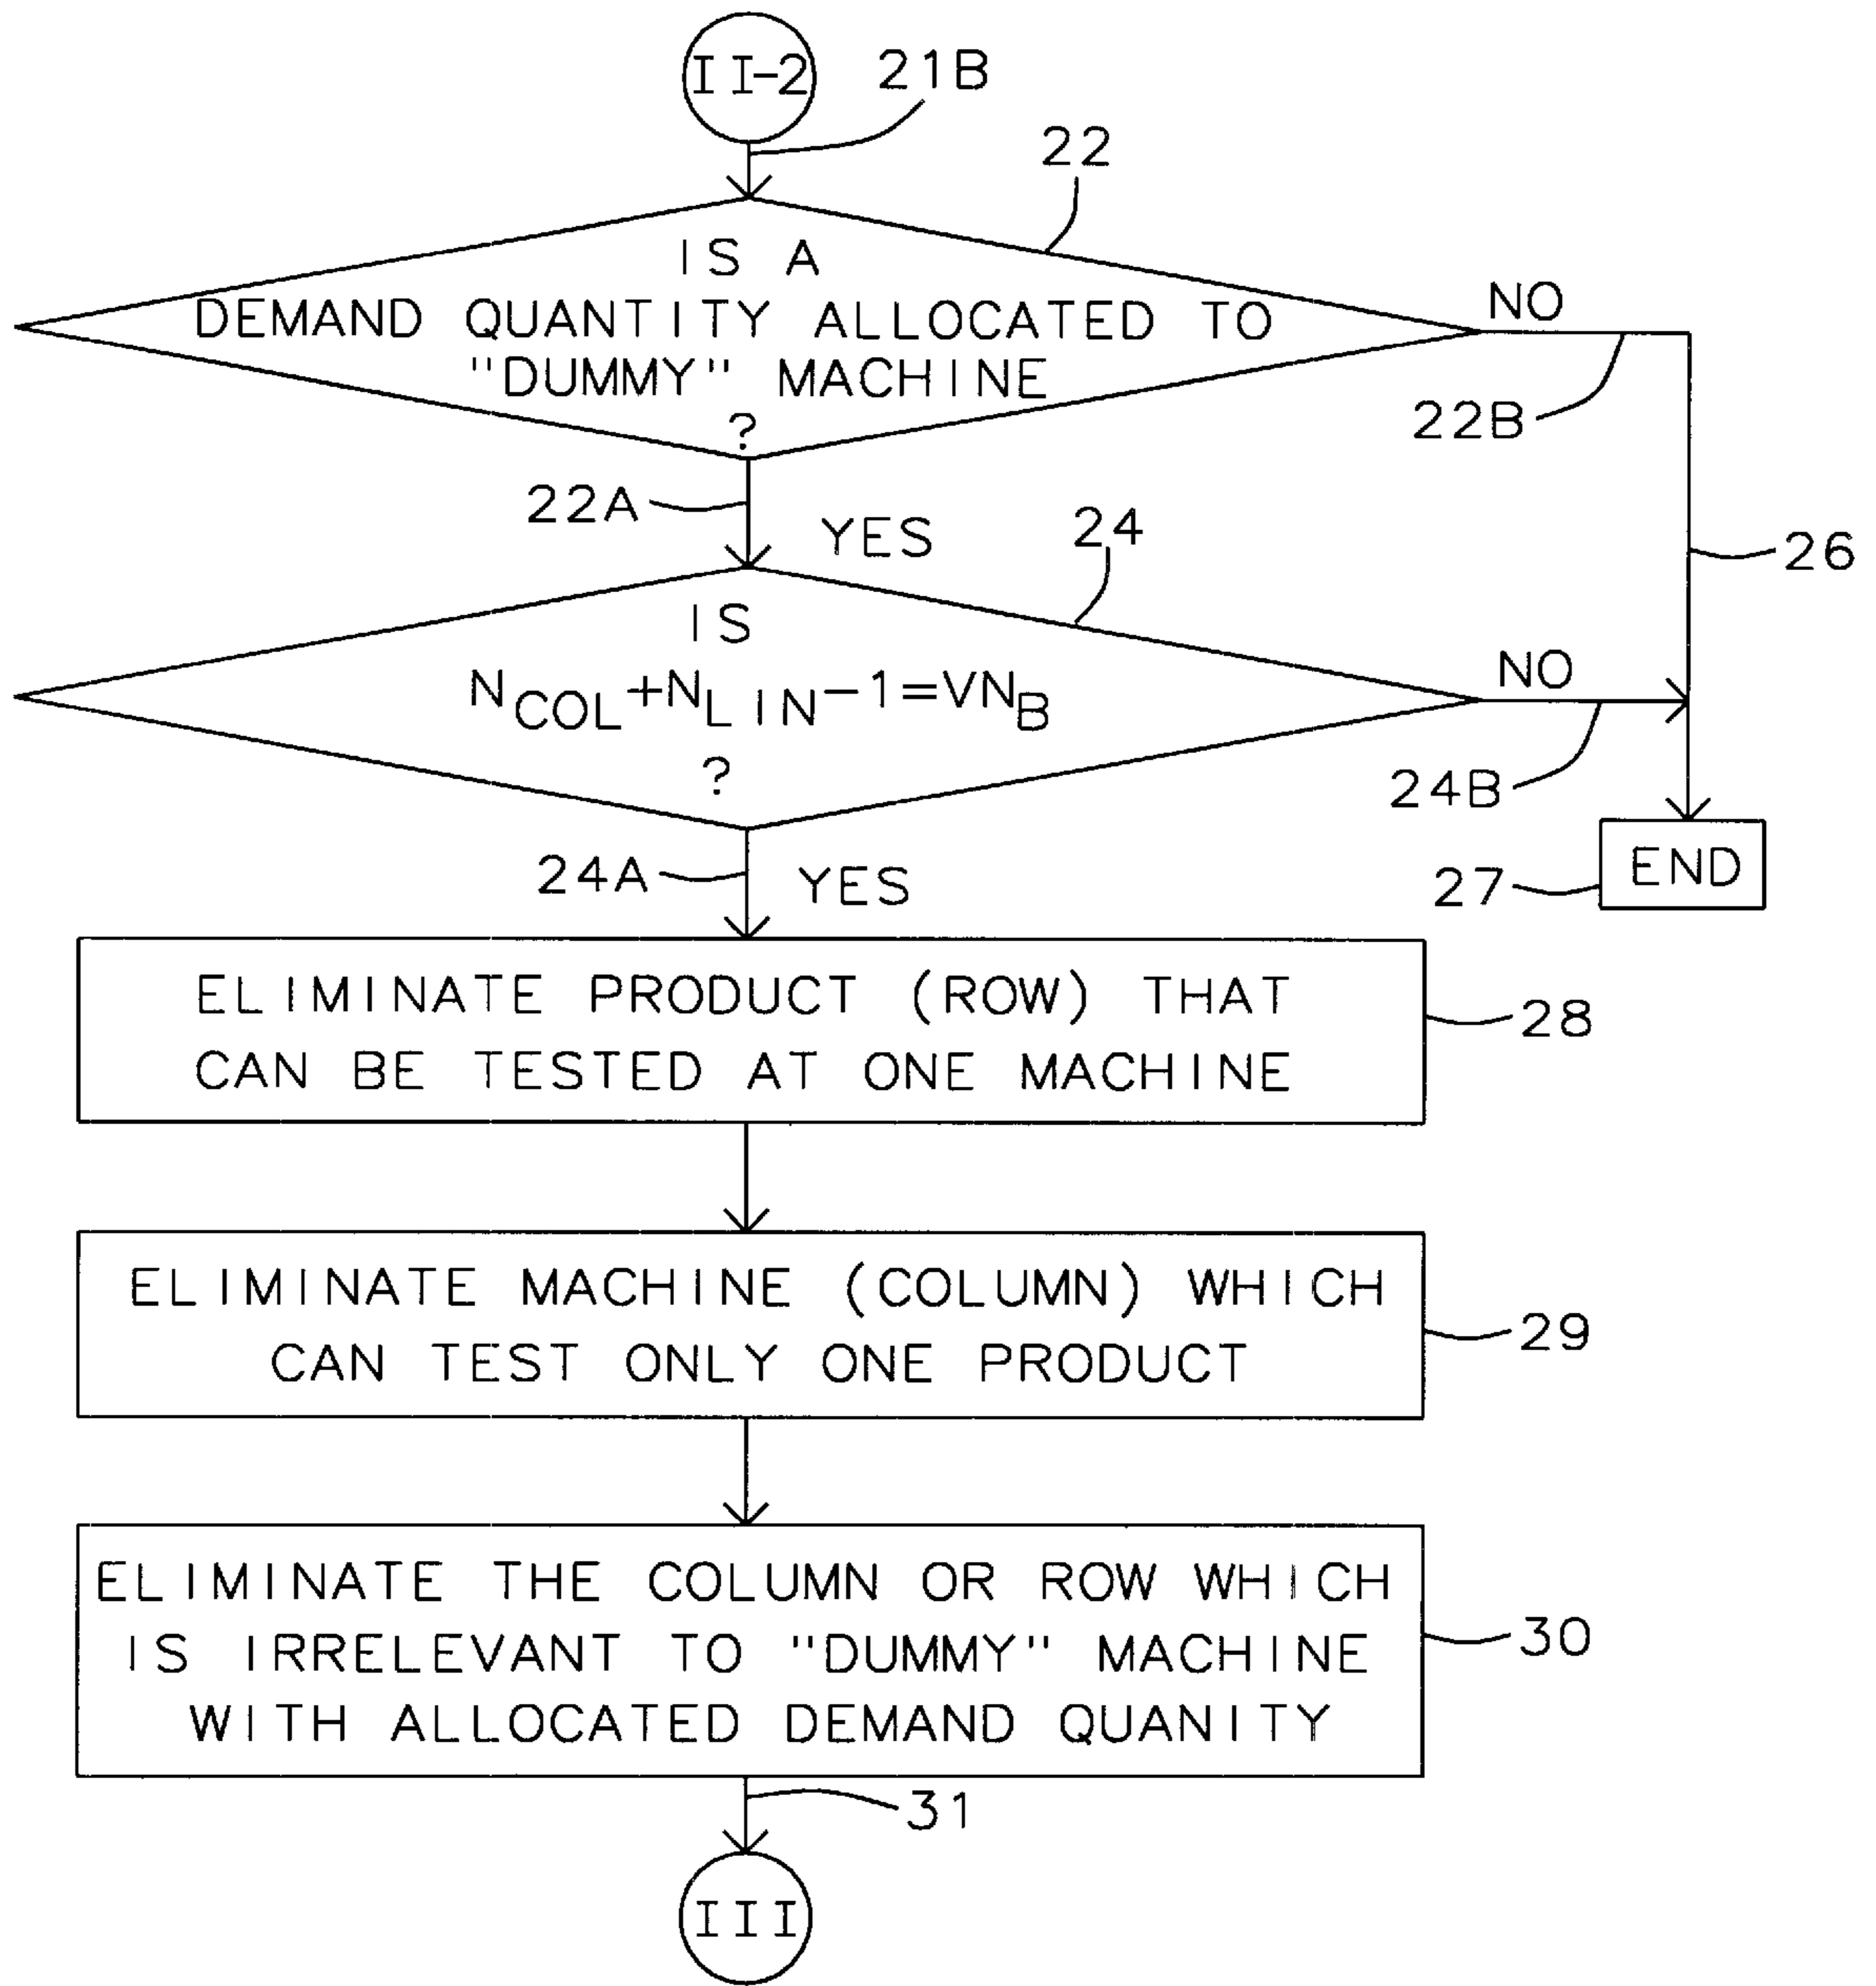 II-2
21B
22
IS A
DEMAND QUANTITY ALLOCATED TO
"DUMMY" MACHINE
?
NO
22B
22A
YES
24
26
IS
N COL + N LIN - 1 = VN B
?
NO
24B
END
27
24A
YES
ELIMINATE PRODUCT (ROW) THAT
CAN BE TESTED AT ONE MACHINE
28
ELIMINATE MACHINE (COLUMN) WHICH
CAN TEST ONLY ONE PRODUCT
29
ELIMINATE THE COLUMN OR ROW WHICH
IS IRRELEVANT TO "DUMMY" MACHINE
WITH ALLOCATED DEMAND QUANITY
30
31
III